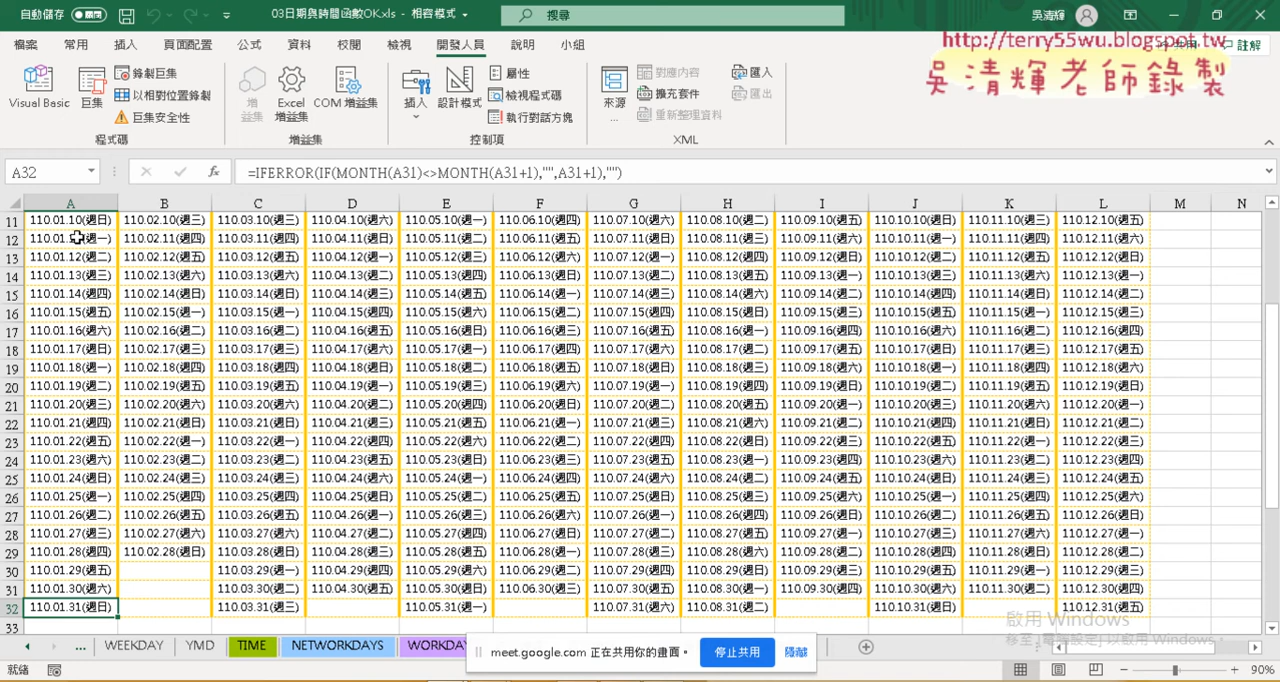 自動儲存 關閉 03日期與時間函數OK.xls - 相容模式 搜尋 吳清輝
檔案 常用 插入 頁面配置 公式 資料 校閱 檢視 開發人員 說明 小組 共用 註解
http://terry55wu.blogspot.tw
吳清輝老師錄製
Visual Basic 巨集 錄製巨集 以相對位置錄製 巨集安全性 增益集 Excel 增益集 COM 增益集 插入 設計模式 屬性 檢視程式碼 執行對話方塊 來源 對應內容 擴充套件 重新整理資料 匯入 匯出
程式碼 增益集 控制項 XML
A32 fx =IFERROR(IF(MONTH(A31)<>MONTH(A31+1),"",A31+1),"")
A B C D E F G H I J K L M N
11 110.01.10(週日) 110.02.10(週三) 110.03.10(週三) 110.04.10(週六) 110.05.10(週一) 110.06.10(週四) 110.07.10(週六) 110.08.10(週二) 110.09.10(週五) 110.10.10(週日) 110.11.10(週三) 110.12.10(週五)
12 110.01. 週一) 110.02.11(週四) 110.03.11(週四) 110.04.11(週日) 110.05.11(週二) 110.06.11(週五) 110.07.11(週日) 110.08.11(週三) 110.09.11(週六) 110.10.11(週一) 110.11.11(週四) 110.12.11(週六)
13 110.01.12(週二) 110.02.12(週五) 110.03.12(週五) 110.04.12(週一) 110.05.12(週三) 110.06.12(週六) 110.07.12(週一) 110.08.12(週四) 110.09.12(週日) 110.10.12(週二) 110.11.12(週五) 110.12.12(週日)
14 110.01.13(週三) 110.02.13(週六) 110.03.13(週六) 110.04.13(週二) 110.05.13(週四) 110.06.13(週日) 110.07.13(週二) 110.08.13(週五) 110.09.13(週一) 110.10.13(週三) 110.11.13(週六) 110.12.13(週一)
15 110.01.14(週四) 110.02.14(週日) 110.03.14(週日) 110.04.14(週三) 110.05.14(週五) 110.06.14(週一) 110.07.14(週三) 110.08.14(週六) 110.09.14(週二) 110.10.14(週四) 110.11.14(週日) 110.12.14(週二)
16 110.01.15(週五) 110.02.15(週一) 110.03.15(週一) 110.04.15(週四) 110.05.15(週六) 110.06.15(週二) 110.07.15(週四) 110.08.15(週日) 110.09.15(週三) 110.10.15(週五) 110.11.15(週一) 110.12.15(週三)
17 110.01.16(週六) 110.02.16(週二) 110.03.16(週二) 110.04.16(週五) 110.05.16(週日) 110.06.16(週三) 110.07.16(週五) 110.08.16(週一) 110.09.16(週四) 110.10.16(週六) 110.11.16(週二) 110.12.16(週四)
18 110.01.17(週日) 110.02.17(週三) 110.03.17(週三) 110.04.17(週六) 110.05.17(週一) 110.06.17(週四) 110.07.17(週六) 110.08.17(週二) 110.09.17(週五) 110.10.17(週日) 110.11.17(週三) 110.12.17(週五)
19 110.01.18(週一) 110.02.18(週四) 110.03.18(週四) 110.04.18(週日) 110.05.18(週二) 110.06.18(週五) 110.07.18(週日) 110.08.18(週三) 110.09.18(週六) 110.10.18(週一) 110.11.18(週四) 110.12.18(週六)
20 110.01.19(週二) 110.02.19(週五) 110.03.19(週五) 110.04.19(週一) 110.05.19(週三) 110.06.19(週六) 110.07.19(週一) 110.08.19(週四) 110.09.19(週日) 110.10.19(週二) 110.11.19(週五) 110.12.19(週日)
21 110.01.20(週三) 110.02.20(週六) 110.03.20(週六) 110.04.20(週二) 110.05.20(週四) 110.06.20(週日) 110.07.20(週二) 110.08.20(週五) 110.09.20(週一) 110.10.20(週三) 110.11.20(週六) 110.12.20(週一)
22 110.01.21(週四) 110.02.21(週日) 110.03.21(週日) 110.04.21(週三) 110.05.21(週五) 110.06.21(週一) 110.07.21(週三) 110.08.21(週六) 110.09.21(週二) 110.10.21(週四) 110.11.21(週日) 110.12.21(週二)
23 110.01.22(週五) 110.02.22(週一) 110.03.22(週一) 110.04.22(週四) 110.05.22(週六) 110.06.22(週二) 110.07.22(週四) 110.08.22(週日) 110.09.22(週三) 110.10.22(週五) 110.11.22(週一) 110.12.22(週三)
24 110.01.23(週六) 110.02.23(週二) 110.03.23(週二) 110.04.23(週五) 110.05.23(週日) 110.06.23(週三) 110.07.23(週五) 110.08.23(週一) 110.09.23(週四) 110.10.23(週六) 110.11.23(週二) 110.12.23(週四)
25 110.01.24(週日) 110.02.24(週三) 110.03.24(週三) 110.04.24(週六) 110.05.24(週一) 110.06.24(週四) 110.07.24(週六) 110.08.24(週二) 110.09.24(週五) 110.10.24(週日) 110.11.24(週三) 110.12.24(週五)
26 110.01.25(週一) 110.02.25(週四) 110.03.25(週四) 110.04.25(週日) 110.05.25(週二) 110.06.25(週五) 110.07.25(週日) 110.08.25(週三) 110.09.25(週六) 110.10.25(週一) 110.11.25(週四) 110.12.25(週六)
27 110.01.26(週二) 110.02.26(週五) 110.03.26(週五) 110.04.26(週一) 110.05.26(週三) 110.06.26(週六) 110.07.26(週一) 110.08.26(週四) 110.09.26(週日) 110.10.26(週二) 110.11.26(週五) 110.12.26(週日)
28 110.01.27(週三) 110.02.27(週六) 110.03.27(週六) 110.04.27(週二) 110.05.27(週四) 110.06.27(週日) 110.07.27(週二) 110.08.27(週五) 110.09.27(週一) 110.10.27(週三) 110.11.27(週六) 110.12.27(週一)
29 110.01.28(週四) 110.02.28(週日) 110.03.28(週日) 110.04.28(週三) 110.05.28(週五) 110.06.28(週一) 110.07.28(週三) 110.08.28(週六) 110.09.28(週二) 110.10.28(週四) 110.11.28(週日) 110.12.28(週二)
30 110.01.29(週五) 110.03.29(週一) 110.04.29(週四) 110.05.29(週六) 110.06.29(週二) 110.07.29(週四) 110.08.29(週日) 110.09.29(週三) 110.10.29(週五) 110.11.29(週一) 110.12.29(週三)
31 110.01.30(週六) 110.03.30(週二) 110.04.30(週五) 110.05.30(週日) 110.06.30(週三) 110.07.30(週五) 110.08.30(週一) 110.09.30(週四) 110.10.30(週六) 110.11.30(週二) 110.12.30(週四)
32 110.01.31(週日) 110.03.31(週三) 110.05.31(週一) 110.07.31(週六) 110.08.31(週二) 110.10.31(週日) 110.12.31(週五)
33
啟用 Windows
移至 [電腦設定] 以啟用 Windows。
... WEEKDAY YMD TIME NETWORKDAYS WORKDA
meet.google.com 正在共用你的畫面。 停止共用 隱藏
就緒 90%